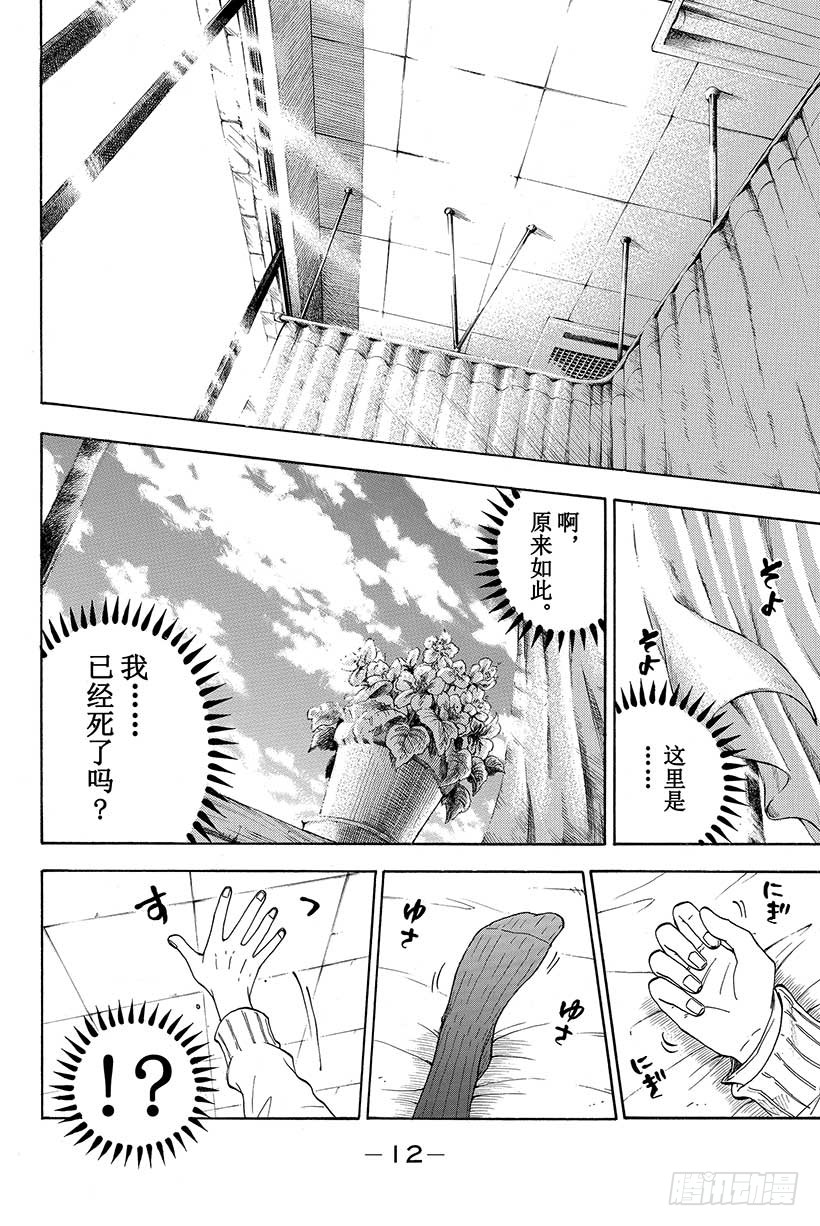 そよ
そよ
这里是
……
啊，
原来如此。
我……
已经死了吗？
にぎ
にぎ
ゆさ
ゆさ
すっ
！？
－12－
腾讯动漫